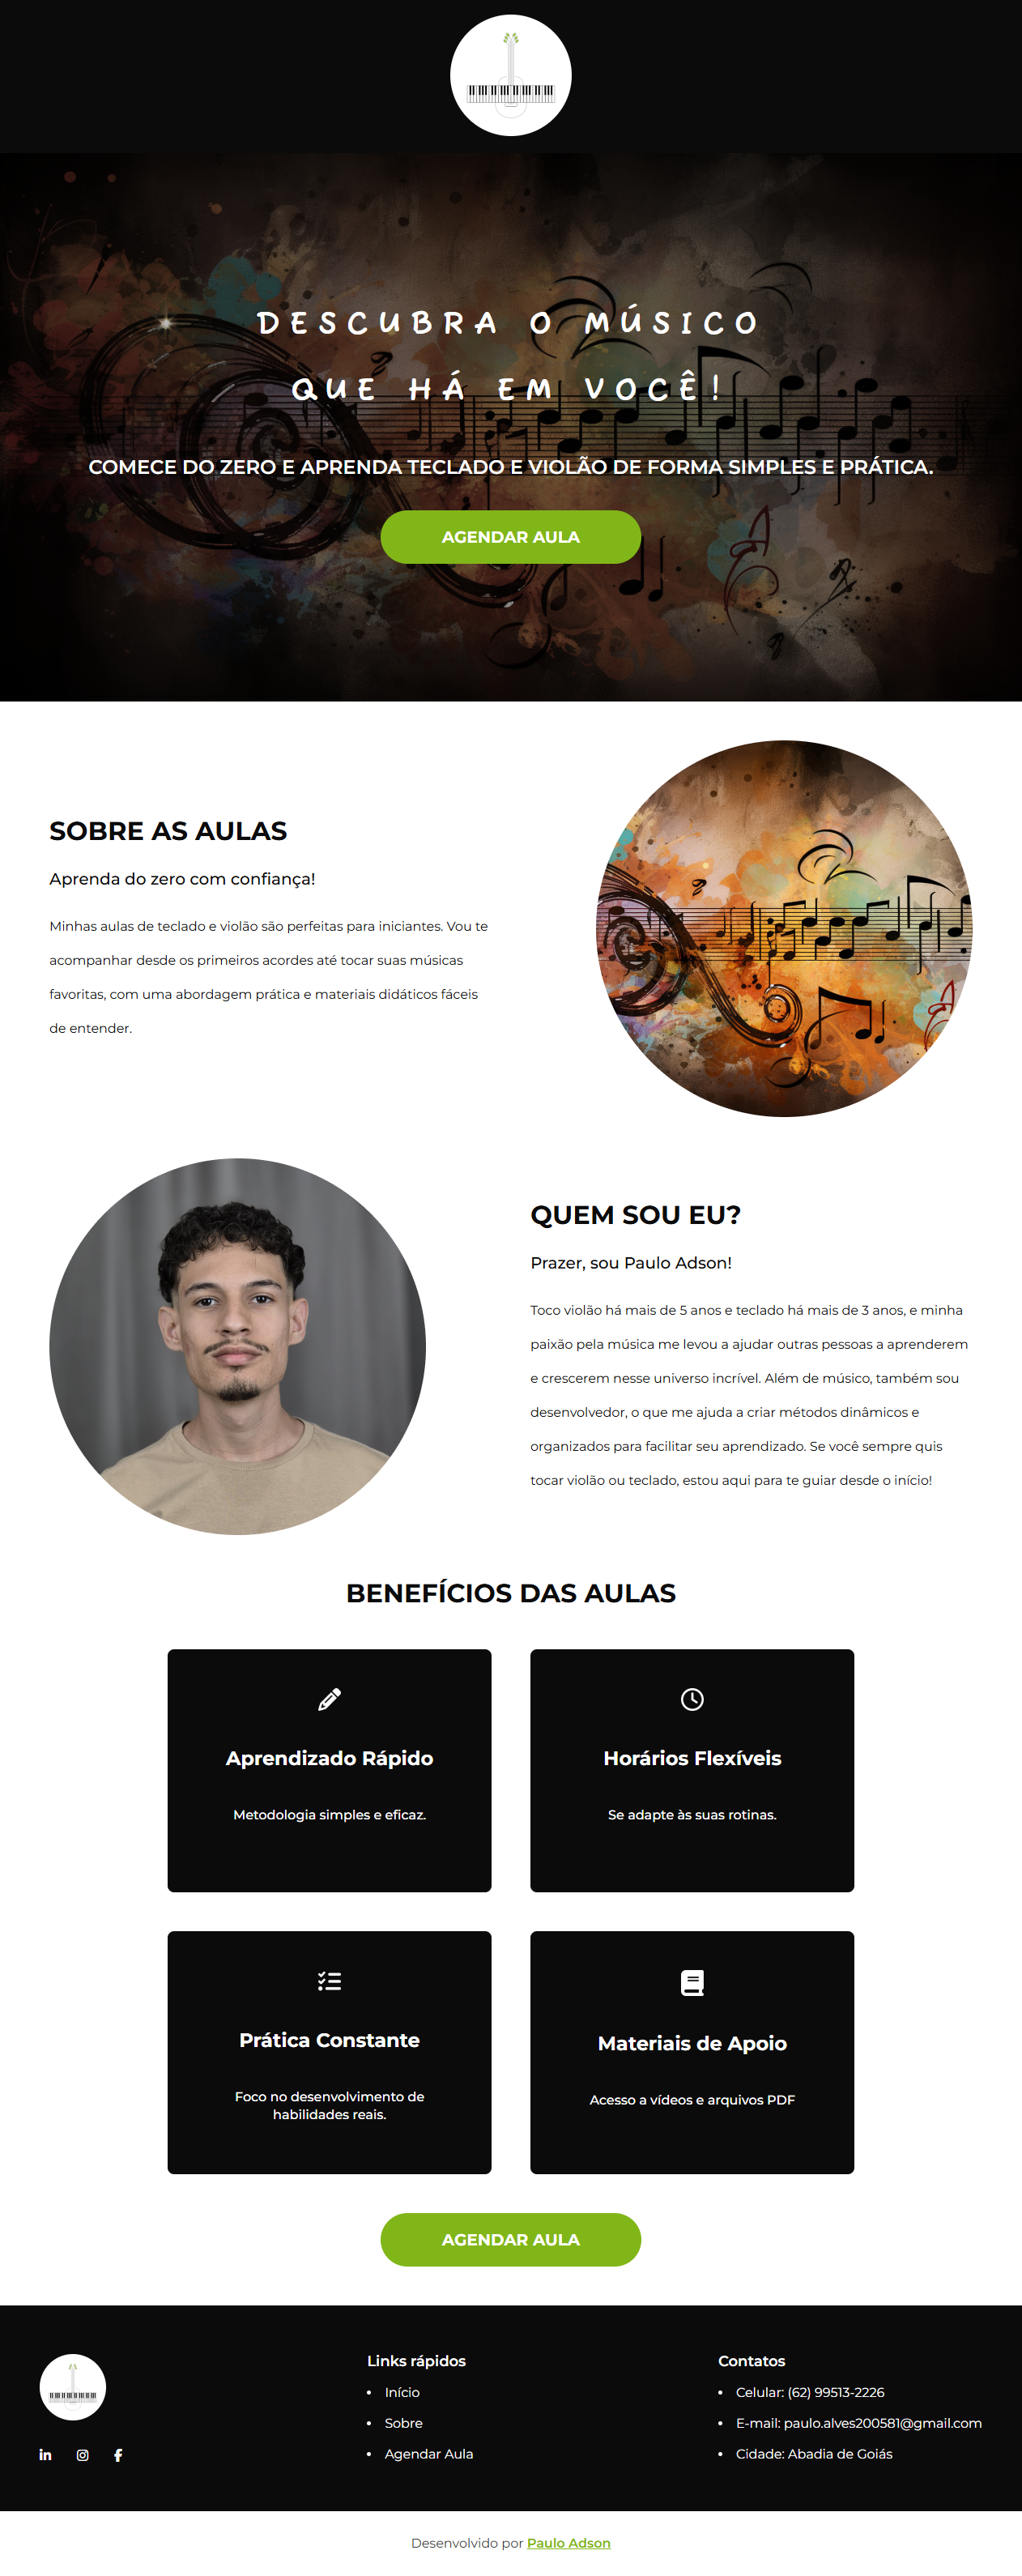 DESCUBRA O MÚSICO
QUE HÁ EM VOCÊ!
COMECE DO ZERO E APRENDA TECLADO E VIOLÃO DE FORMA SIMPLES E PRÁTICA.
AGENDAR AULA
SOBRE AS AULAS
Aprenda do zero com confiança!
Minhas aulas de teclado e violão são perfeitas para iniciantes. Vou te
acompanhar desde os primeiros acordes até tocar suas músicas
favoritas, com uma abordagem prática e materiais didáticos fáceis
de entender.
QUEM SOU EU?
Prazer, sou Paulo Adson!
Toco violão há mais de 5 anos e teclado há mais de 3 anos, e minha
paixão pela música me levou a ajudar outras pessoas a aprenderem
e crescerem nesse universo incrível. Além de músico, também sou
desenvolvedor, o que me ajuda a criar métodos dinâmicos e
organizados para facilitar seu aprendizado. Se você sempre quis
tocar violão ou teclado, estou aqui para te guiar desde o início!
BENEFÍCIOS DAS AULAS
Aprendizado Rápido
Metodologia simples e eficaz.
Horários Flexíveis
Se adapte às suas rotinas.
Prática Constante
Foco no desenvolvimento de
habilidades reais.
Materiais de Apoio
Acesso a vídeos e arquivos PDF
AGENDAR AULA
Links rápidos
• Início
• Sobre
• Agendar Aula
Contatos
• Celular: (62) 99513-2226
• E-mail: paulo.alves200581@gmail.com
• Cidade: Abadia de Goiás
Desenvolvido por Paulo Adson